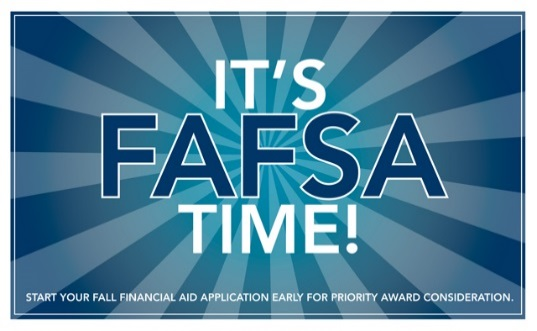 IT'S
FAFSA
TIME!
START YOUR FALL FINANCIAL AID APPLICATION EARLY FOR PRIORITY AWARD CONSIDERATION.